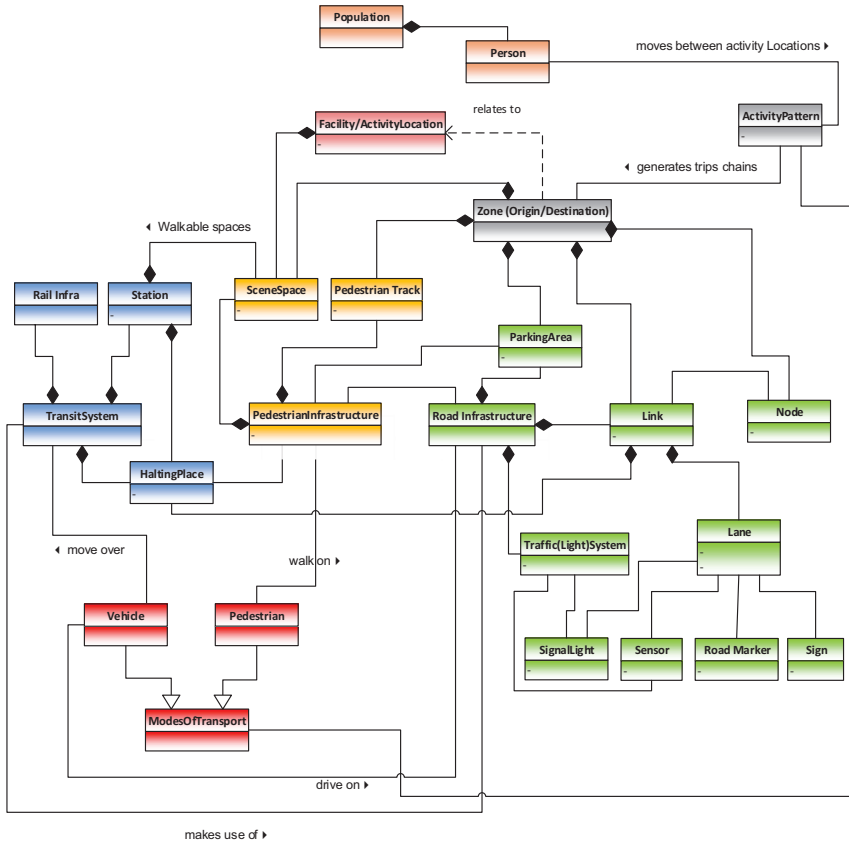 Population
Person
moves between activity Locations ▸
Facility/ActivityLocation
-
relates to
ActivityPattern
-
◂ generates trips chains
Zone (Origin/Destination)
-
◂ Walkable spaces
Rail Infra
Station
-
SceneSpace
-
Pedestrian Track
-
ParkingArea
-
TransitSystem
PedestrianInfrastructure
-
Road Infrastructure
-
Link
-
Node
-
HaltingPlace
-
Lane
-
-
Traffic(Light)System
-
◂ move over
walk on ▸
Vehicle
Pedestrian
SignalLight
-
Sensor
-
Road Marker
-
Sign
-
ModesOfTransport
drive on ▸
makes use of ▸